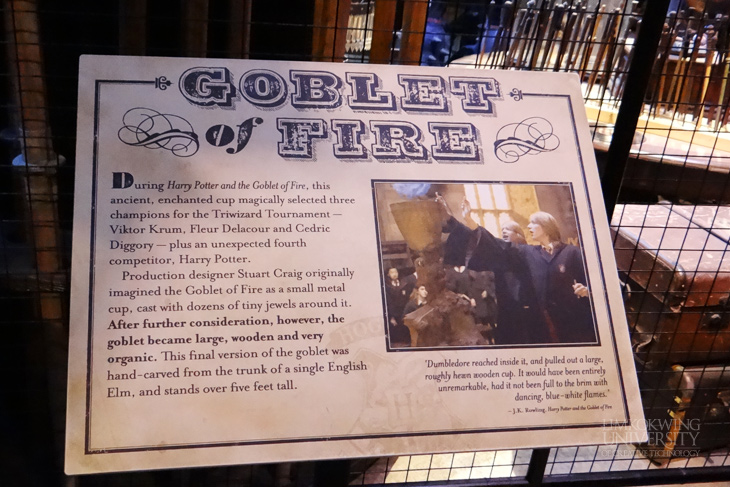 GOBLET
of FIRE
During Harry Potter and the Goblet of Fire, this
ancient, enchanted cup magically selected three
champions for the Triwizard Tournament —
Viktor Krum, Fleur Delacour and Cedric
Diggory — plus an unexpected fourth
competitor, Harry Potter.
Production designer Stuart Craig originally
imagined the Goblet of Fire as a small metal
cup, cast with dozens of tiny jewels around it.
After further consideration, however, the
goblet became large, wooden and very
organic. This final version of the goblet was
hand-carved from the trunk of a single English
Elm, and stands over five feet tall.
"Dumbledore reached inside it, and pulled out a large,
roughly hewn wooden cup. It would have been entirely
unremarkable, had it not been full to the brim with
dancing, blue-white flames."
– J.K. Rowling, Harry Potter and the Goblet of Fire
LIMKOKWING
UNIVERSITY
OF CREATIVE TECHNOLOGY